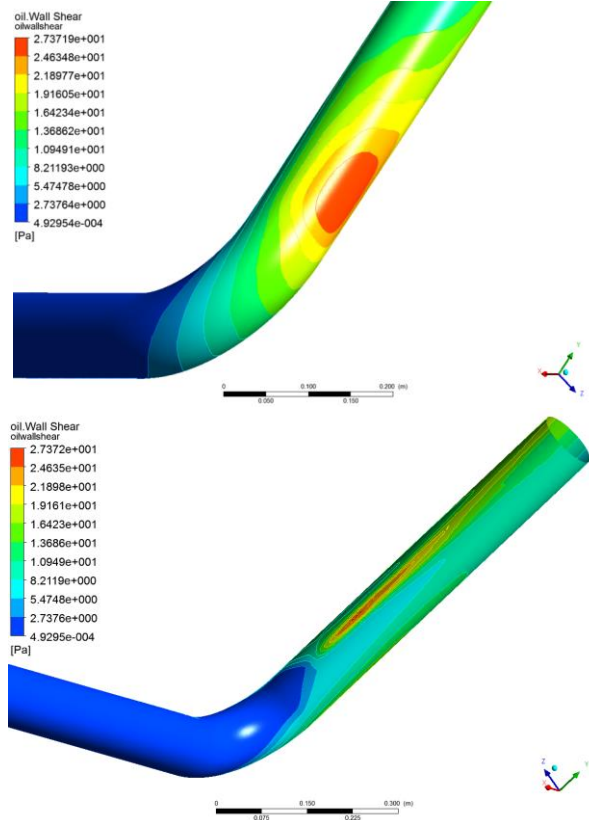 oil.Wall Shear
oilwallshear
2.73719e+001
2.46348e+001
2.18977e+001
1.91605e+001
1.64234e+001
1.36862e+001
1.09491e+001
8.21193e+000
5.47478e+000
2.73764e+000
4.92954e-004
[Pa]
Y
X
Z
0 0.100 0.200 (m)
0.050 0.150
oil.Wall Shear
oilwallshear
2.7372e+001
2.4635e+001
2.1898e+001
1.9161e+001
1.6423e+001
1.3686e+001
1.0949e+001
8.2119e+000
5.4748e+000
2.7376e+000
4.9295e-004
[Pa]
Z Y
X
0 0.150 0.300 (m)
0.075 0.225